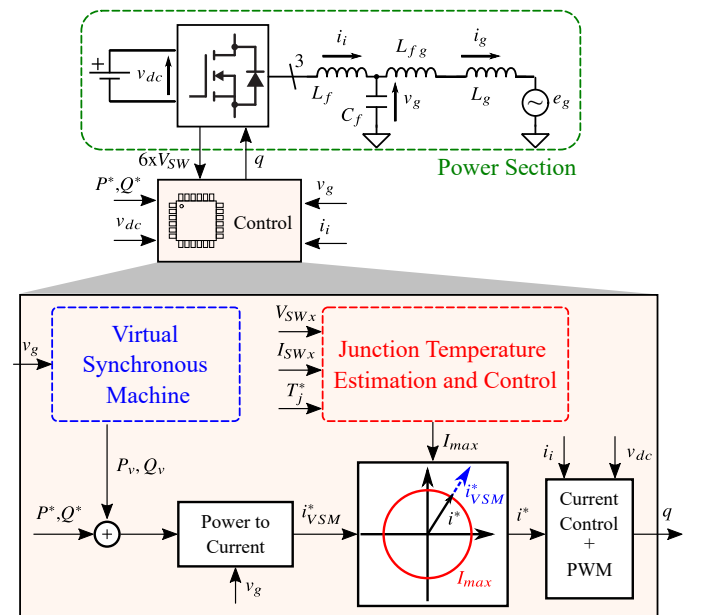 +
v_dc
3
i_i
L_f
L_fg
i_g
C_f
v_g
L_g
e_g
Power Section
6xV_SW
q
P*,Q*
v_dc
Control
v_g
i_i
v_g
Virtual
Synchronous
Machine
V_SWx
I_SWx
T_j^*
Junction Temperature
Estimation and Control
P_v, Q_v
I_max
P*,Q*
+
Power to
Current
v_g
i_VSM^*
i_VSM^*
i*
I_max
i*
i_i
v_dc
Current
Control
+
PWM
q